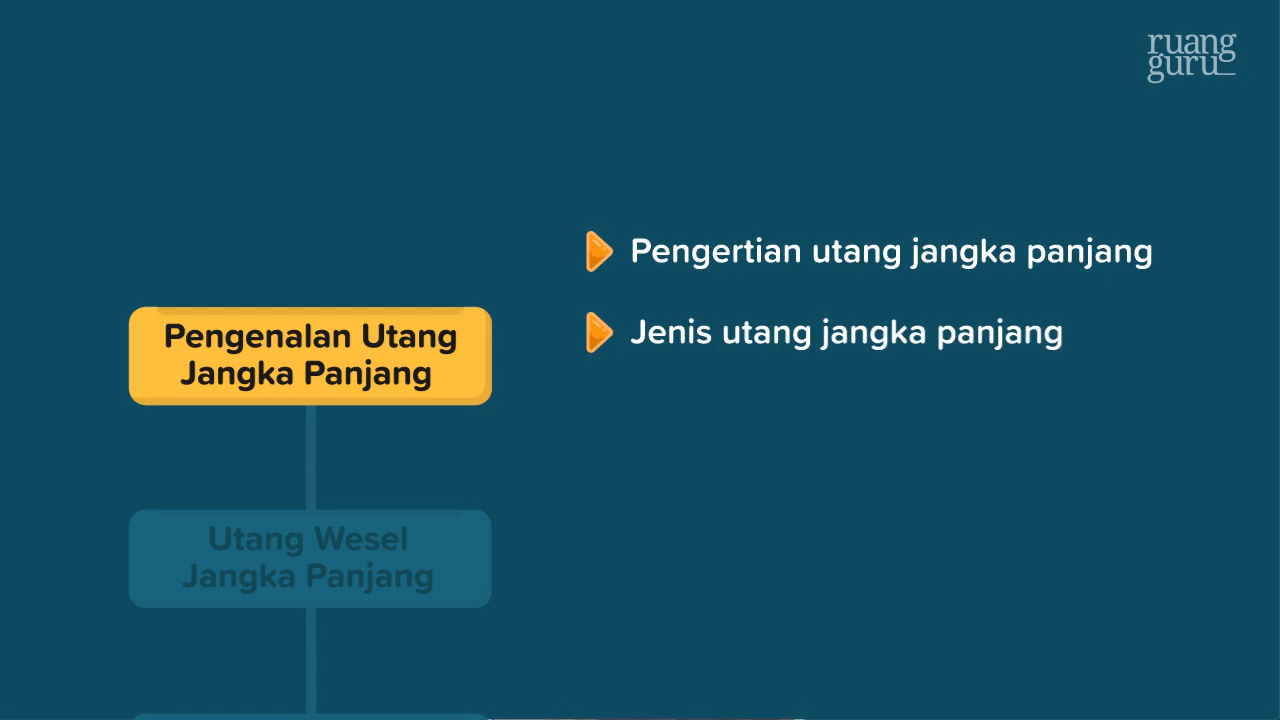 ruang
guru
Pengertian utang jangka panjang
Jenis utang jangka panjang
Pengenalan Utang
Jangka Panjang
Utang Wesel
Jangka Panjang